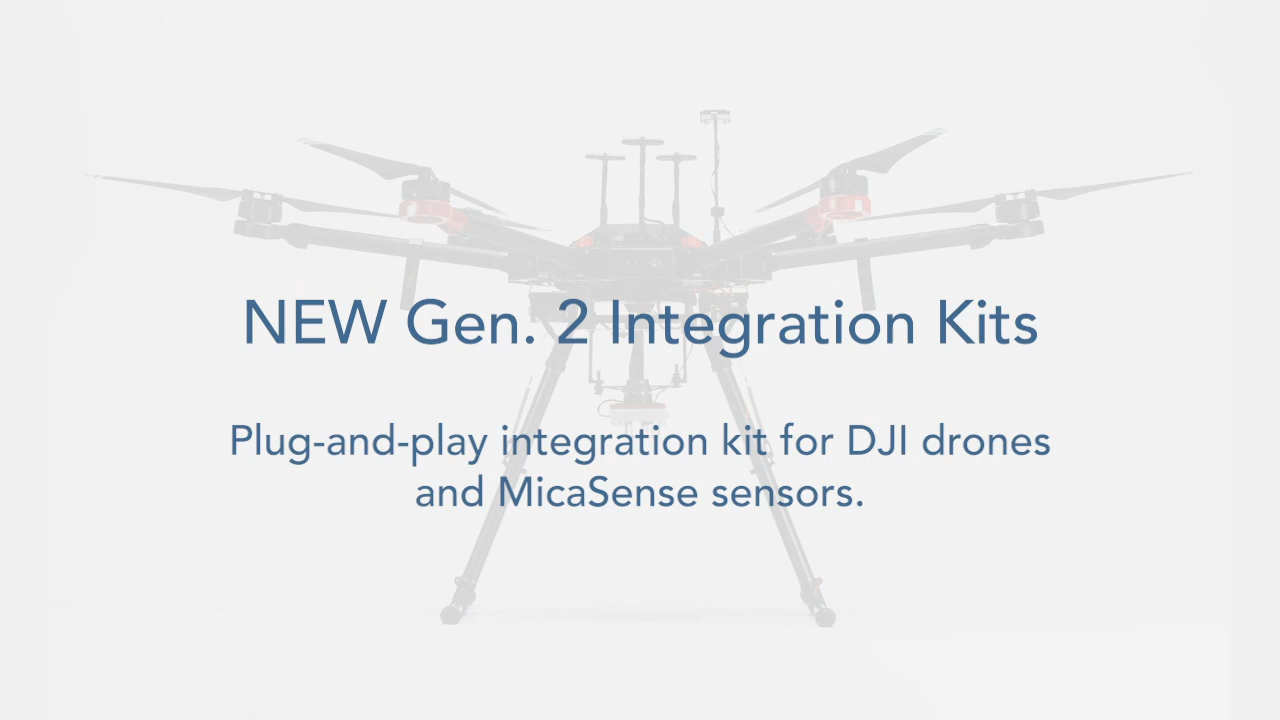 NEW Gen. 2 Integration Kits
Plug-and-play integration kit for DJI drones
and MicaSense sensors.